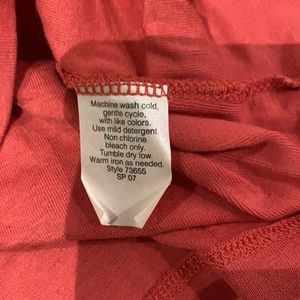 Machine wash cold,
gentle cycle,
with like colors.
Use mild detergent.
Non chlorine
bleach only.
Tumble dry low.
Warm iron as needed.
Style 73655
SP 07